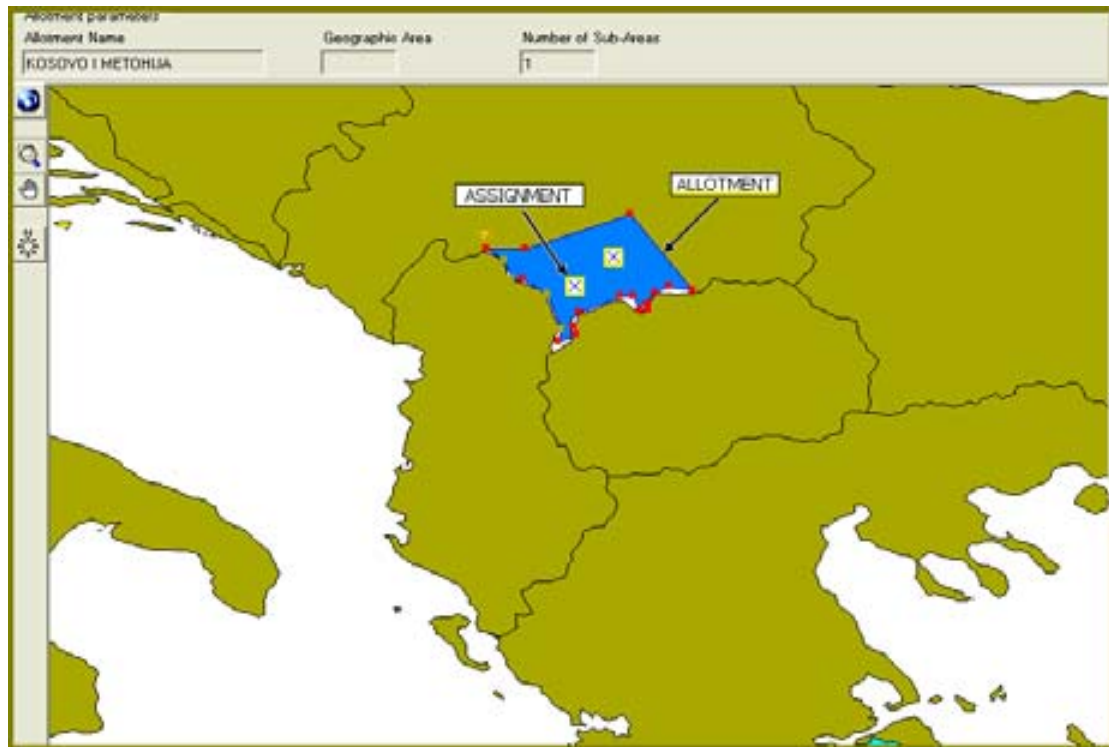 Allotment parameters
Allotment Name Geographic Area Number of Sub-Areas
KOSOVO I METOHIJA 1
ASSIGNMENT ALLOTMENT